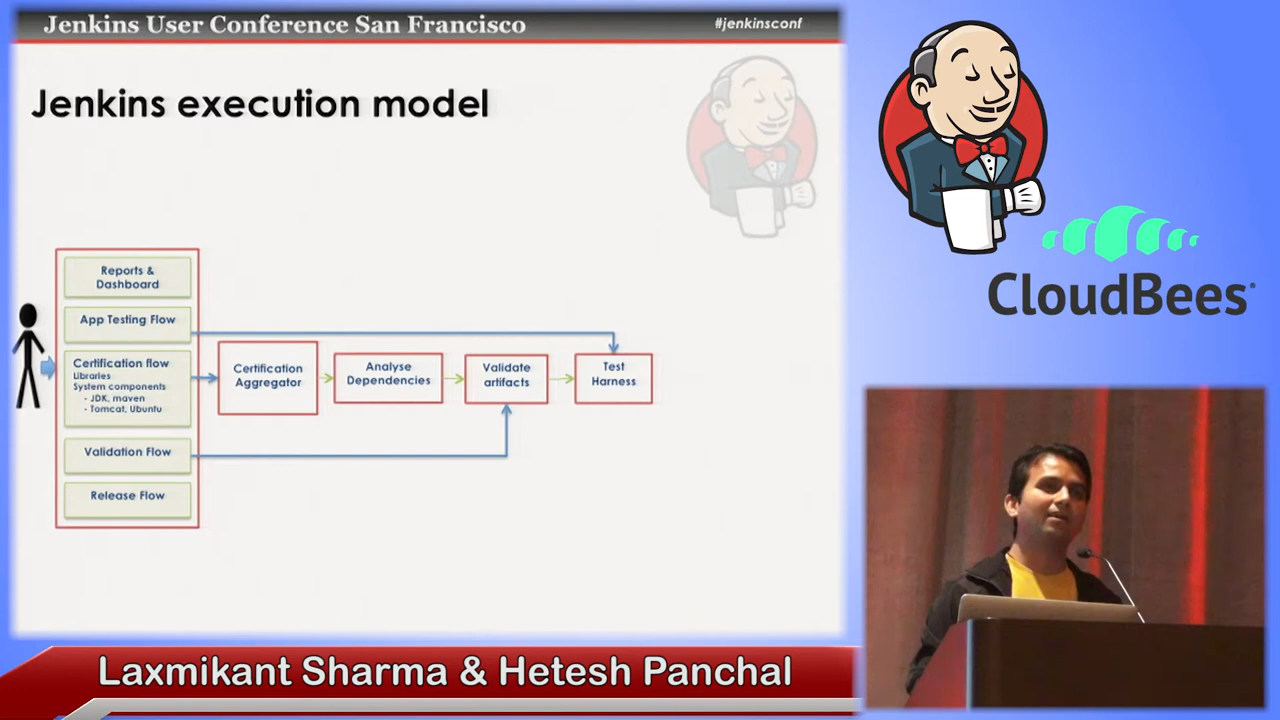 Jenkins User Conference San Francisco
#jenkinsconf
Jenkins execution model
Reports &
Dashboard
App Testing Flow
Certification flow
Libraries
System components
- JDK, maven
- Tomcat, Ubuntu
Validation Flow
Release Flow
Certification
Aggregator
Analyse
Dependencies
Validate
artifacts
Test
Harness
CloudBees
Laxmikant Sharma & Hetesh Panchal